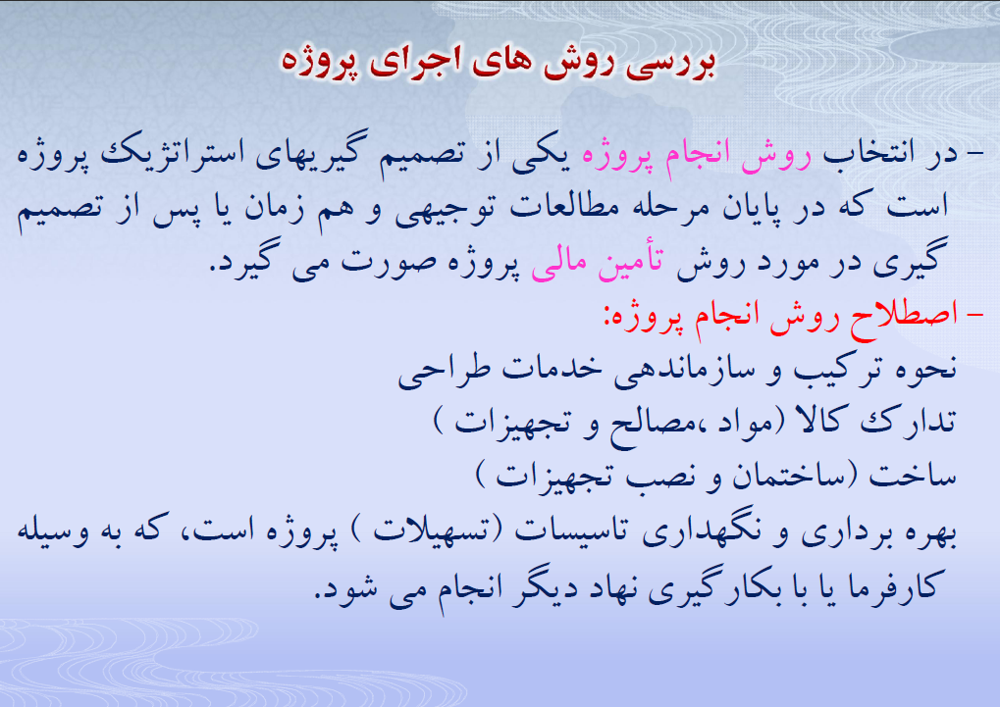 بررسی روش های اجرای پروژه
- در انتخاب روش انجام پروژه یکی از تصمیم گیریهای استراتژیک پروژه
است که در پایان مرحله مطالعات توجیهی و هم زمان یا پس از تصمیم
گیری در مورد روش تأمین مالی پروژه صورت می گیرد.
- اصطلاح روش انجام پروژه:
نحوه ترکیب و سازماندهی خدمات طراحی
تدارک کالا (مواد ،مصالح و تجهیزات )
ساخت (ساختمان و نصب تجهیزات )
بهره برداری و نگهداری تاسیسات (تسهیلات ) پروژه است، که به وسیله
کارفرما یا با بکارگیری نهاد دیگر انجام می شود.